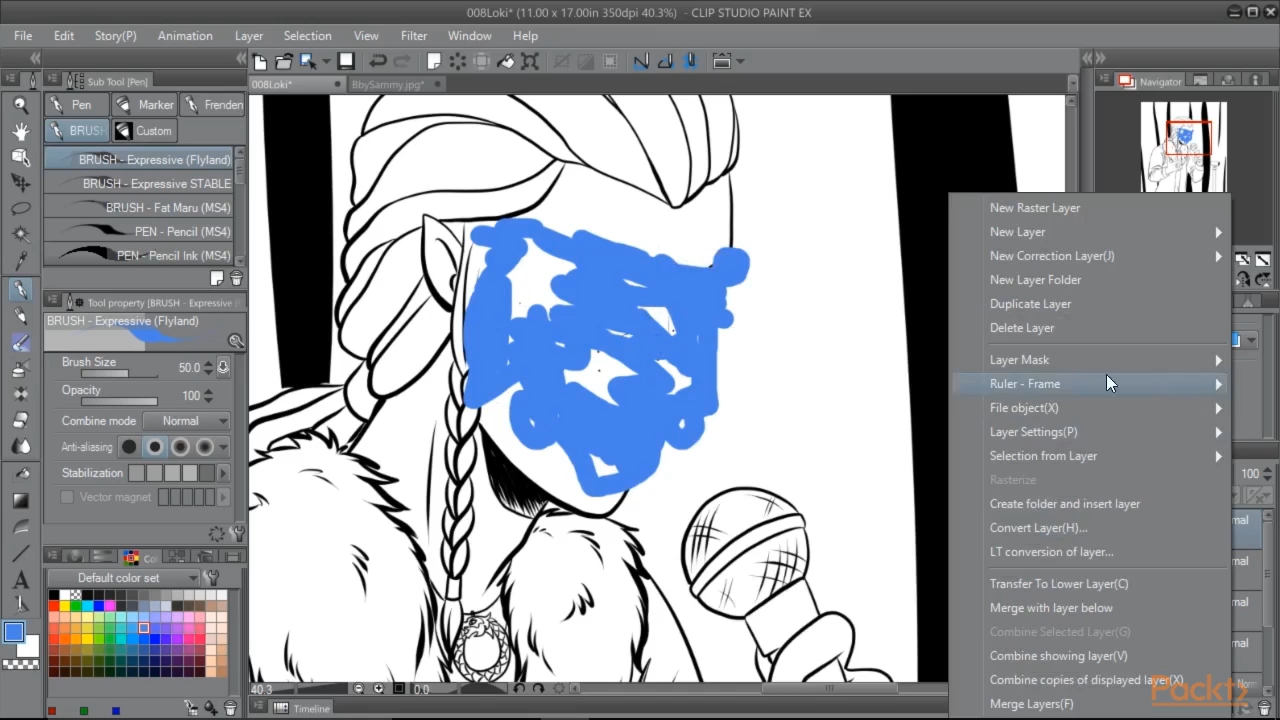 008Loki* (11.00 x 17.00in 350dpi 40.3%) - CLIP STUDIO PAINT EX
File Edit Story(P) Animation Layer Selection View Filter Window Help
Sub Tool [Pen]
008Loki*
BbySammy.jpg*
Navigator
Pen
Marker
Frenden
BRUSH
Custom
BRUSH - Expressive (Flyland)
BRUSH - Expressive STABLE
BRUSH - Fat Maru (MS4)
PEN - Pencil (MS4)
PEN - Pencil Ink (MS4)
Tool property [BRUSH - Expressive (F
BRUSH - Expressive (Flyland)
Brush Size 50.0
Opacity 100
Combine mode Normal
Anti-aliasing
Stabilization
Vector magnet
Co
Default color set
40.3
0.0
Timeline
New Raster Layer
New Layer
New Correction Layer(J)
New Layer Folder
Duplicate Layer
Delete Layer
Layer Mask
Ruler - Frame
File object(X)
Layer Settings(P)
Selection from Layer
Rasterize
Create folder and insert layer
Convert Layer(H)...
LT conversion of layer...
Transfer To Lower Layer(C)
Merge with layer below
Combine Selected Layer(G)
Combine showing layer(V)
Combine copies of displayed layer(X)
Merge Layers(F)
100
mal
mal
mal
mal
Norm
Packt